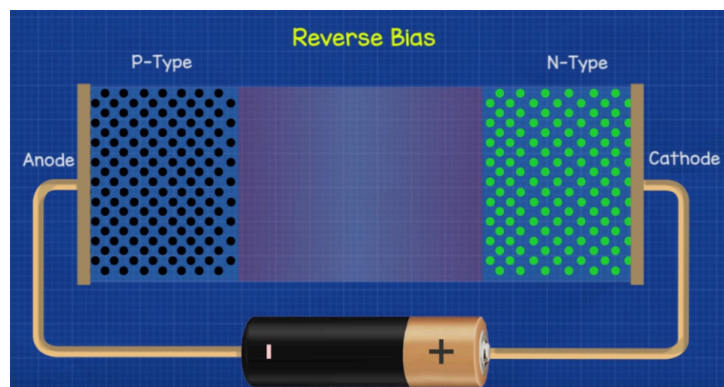 Reverse Bias
P-Type
N-Type
Anode
Cathode
-
+